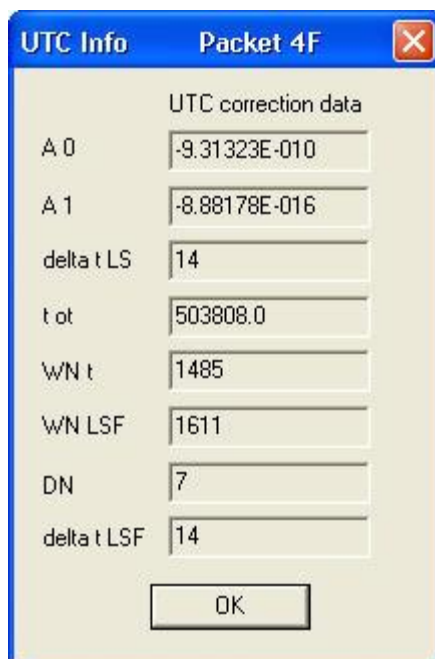 UTC Info Packet 4F
UTC correction data
A 0 -9.31323E-010
A 1 -8.88178E-016
delta t LS 14
t ot 503808.0
WN t 1485
WN LSF 1611
DN 7
delta t LSF 14
OK